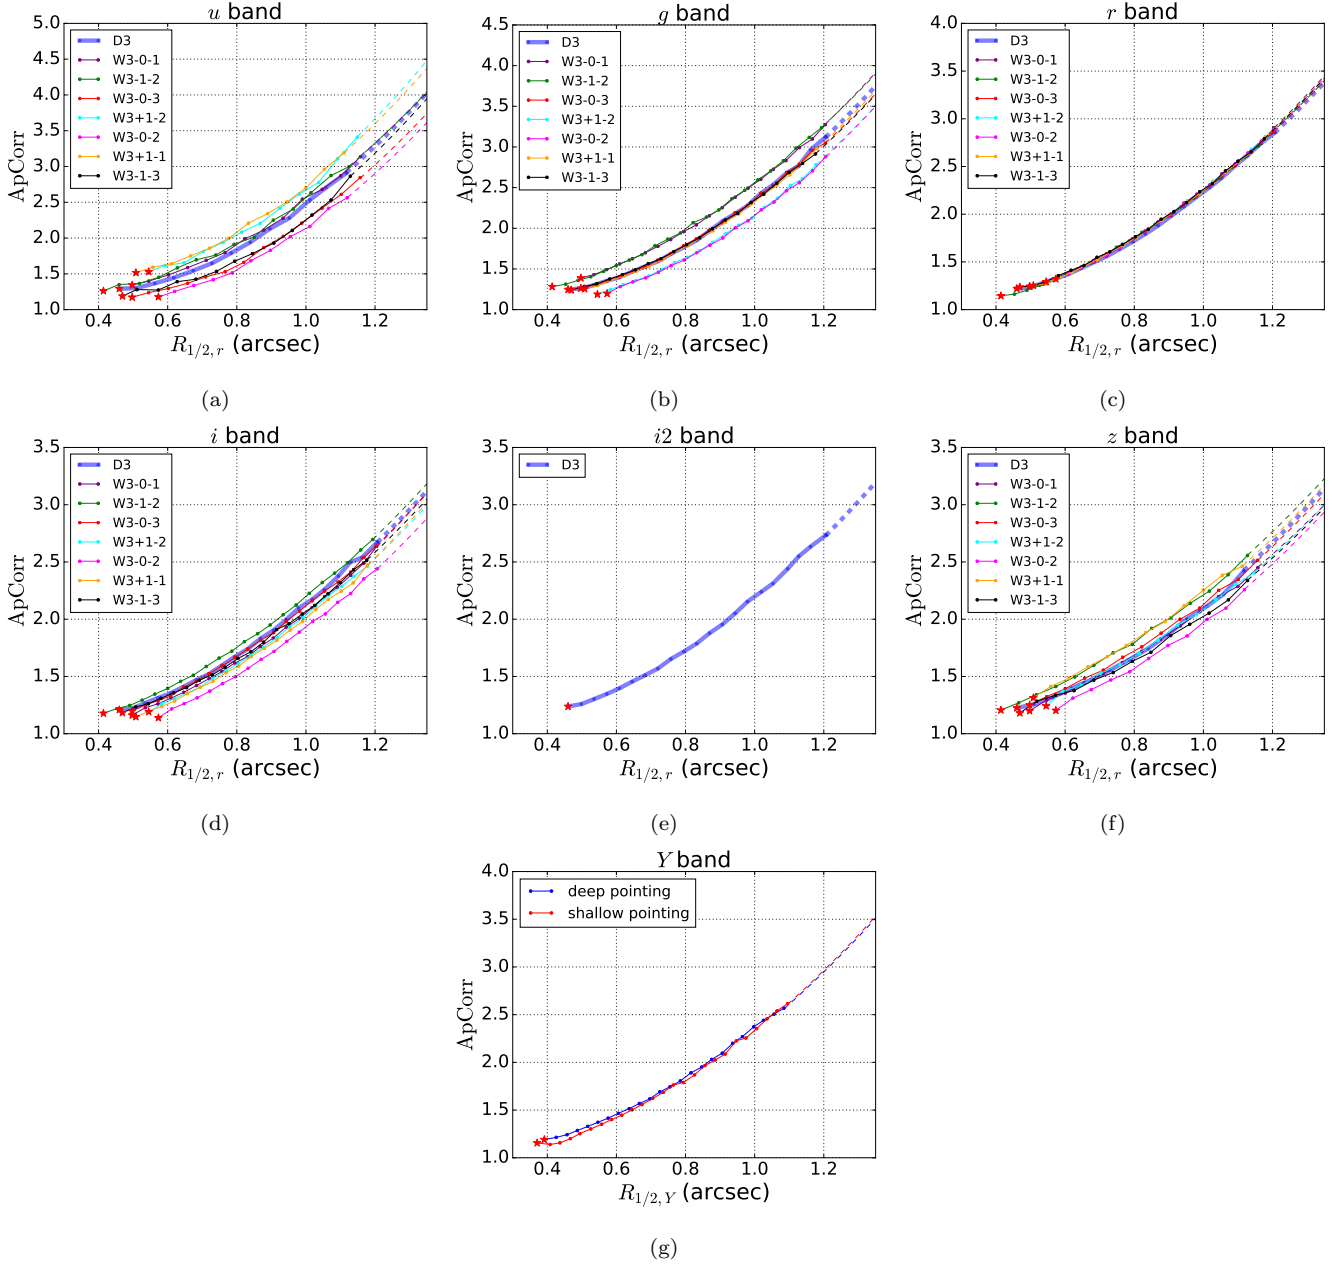 u band
5.0
4.5
4.0
3.5
3.0
2.5
2.0
1.5
1.0
ApCorr
D3
W3-0-1
W3-1-2
W3-0-3
W3+1-2
W3-0-2
W3+1-1
W3-1-3
0.4 0.6 0.8 1.0 1.2
R1/2, r (arcsec)
(a)
g band
4.5
4.0
3.5
3.0
2.5
2.0
1.5
1.0
ApCorr
D3
W3-0-1
W3-1-2
W3-0-3
W3+1-2
W3-0-2
W3+1-1
W3-1-3
0.4 0.6 0.8 1.0 1.2
R1/2, r (arcsec)
(b)
r band
4.0
3.5
3.0
2.5
2.0
1.5
1.0
ApCorr
D3
W3-0-1
W3-1-2
W3-0-3
W3+1-2
W3-0-2
W3+1-1
W3-1-3
0.4 0.6 0.8 1.0 1.2
R1/2, r (arcsec)
(c)
i band
3.5
3.0
2.5
2.0
1.5
1.0
ApCorr
D3
W3-0-1
W3-1-2
W3-0-3
W3+1-2
W3-0-2
W3+1-1
W3-1-3
0.4 0.6 0.8 1.0 1.2
R1/2, r (arcsec)
(d)
i2 band
3.5
3.0
2.5
2.0
1.5
1.0
ApCorr
D3
0.4 0.6 0.8 1.0 1.2
R1/2, r (arcsec)
(e)
z band
3.5
3.0
2.5
2.0
1.5
1.0
ApCorr
D3
W3-0-1
W3-1-2
W3-0-3
W3+1-2
W3-0-2
W3+1-1
W3-1-3
0.4 0.6 0.8 1.0 1.2
R1/2, r (arcsec)
(f)
Y band
4.0
3.5
3.0
2.5
2.0
1.5
1.0
ApCorr
deep pointing
shallow pointing
0.4 0.6 0.8 1.0 1.2
R1/2, Y (arcsec)
(g)